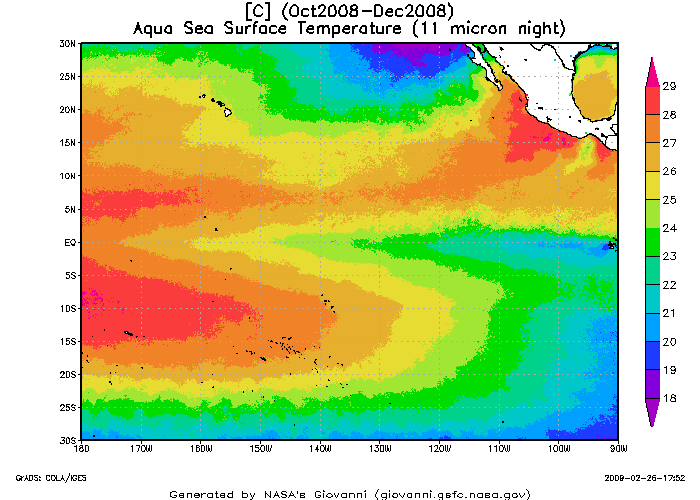 [C] (Oct2008-Dec2008)
Aqua Sea Surface Temperature (11 micron night)
30N
25N
20N
15N
10N
5N
EQ
5S
10S
15S
20S
25S
30S
180 170W 160W 150W 140W 130W 120W 110W 100W 90W
29
28
27
26
25
24
23
22
21
20
19
18
GrADS: COLA/IGES 2009-02-26-17:52
Generated by NASA's Giovanni (giovanni.gsfc.nasa.gov)